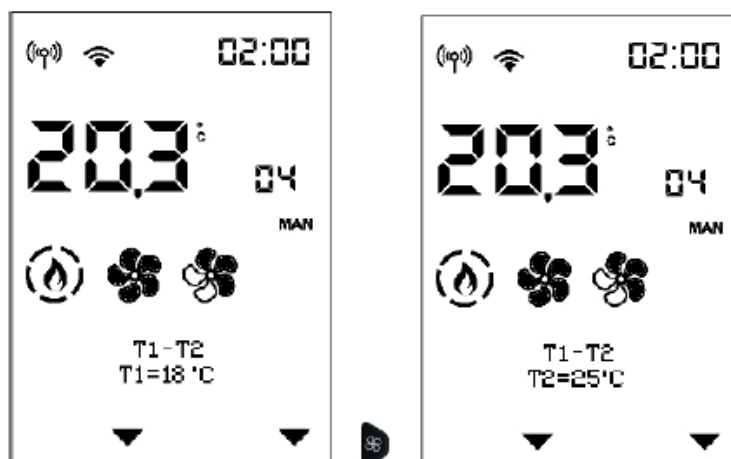 02:00
20.3 °C
04
MAN
T1-T2
T1=18 °C
02:00
20.3 °C
04
MAN
T1-T2
T2=25°C